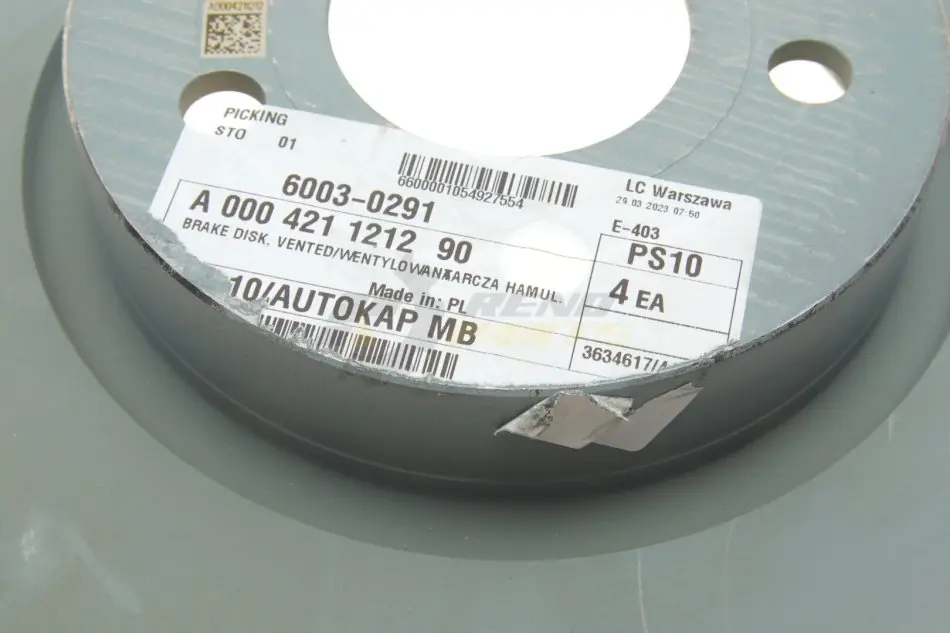 A0004211212
PICKING
STO 01
6600001054927554
LC Warszawa
29.03 2023 07:50
6003-0291
E-403
A 000 421 1212 90
PS10
BRAKE DISK, VENTED/WENTYLOWANA TARCZA HAMUL.
4 EA
Made in: PL
10/AUTOKAP MB
3634617/